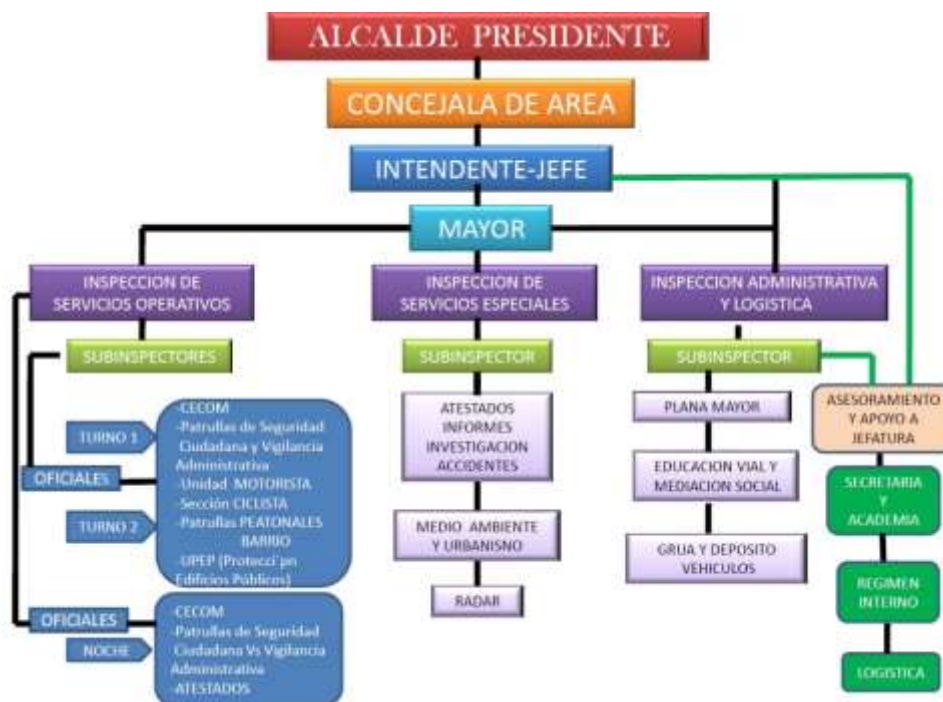 ALCALDE PRESIDENTE
CONCEJALA DE AREA
INTENDENTE-JEFE
MAYOR
INSPECCION DE
SERVICIOS OPERATIVOS
SUBINSPECTORES
TURNO 1
OFICIALES
TURNO 2
-CECOM
-Patrullas de Seguridad
Ciudadana y Vigilancia
Administrativa
-Unidad MOTORISTA
-Sección CICLISTA
-Patrullas PEATONALES
BARRIO
-UPEP (Protecci´pn
Edificios Públicos)
OFICIALES
NOCHE
-CECOM
-Patrullas de Seguridad
Ciudadana Vs Vigilancia
Administrativa
-ATESTADOS
INSPECCION DE
SERVICIOS ESPECIALES
SUBINSPECTOR
ATESTADOS
INFORMES
INVESTIGACION
ACCIDENTES
MEDIO AMBIENTE
Y URBANISNO
RADAR
INSPECCION ADMINISTRATIVA
Y LOGISTICA
SUBINSPECTOR
PLANA MAYOR
EDUCACION VIAL Y
MEDIACION SOCIAL
GRUA Y DEPOSITO
VEHICULOS
ASESORAMIENTO
Y APOYO A
JEFATURA
SECRETARIA
Y
ACADEMIA
REGIMEN
INTERNO
LOGISTICA